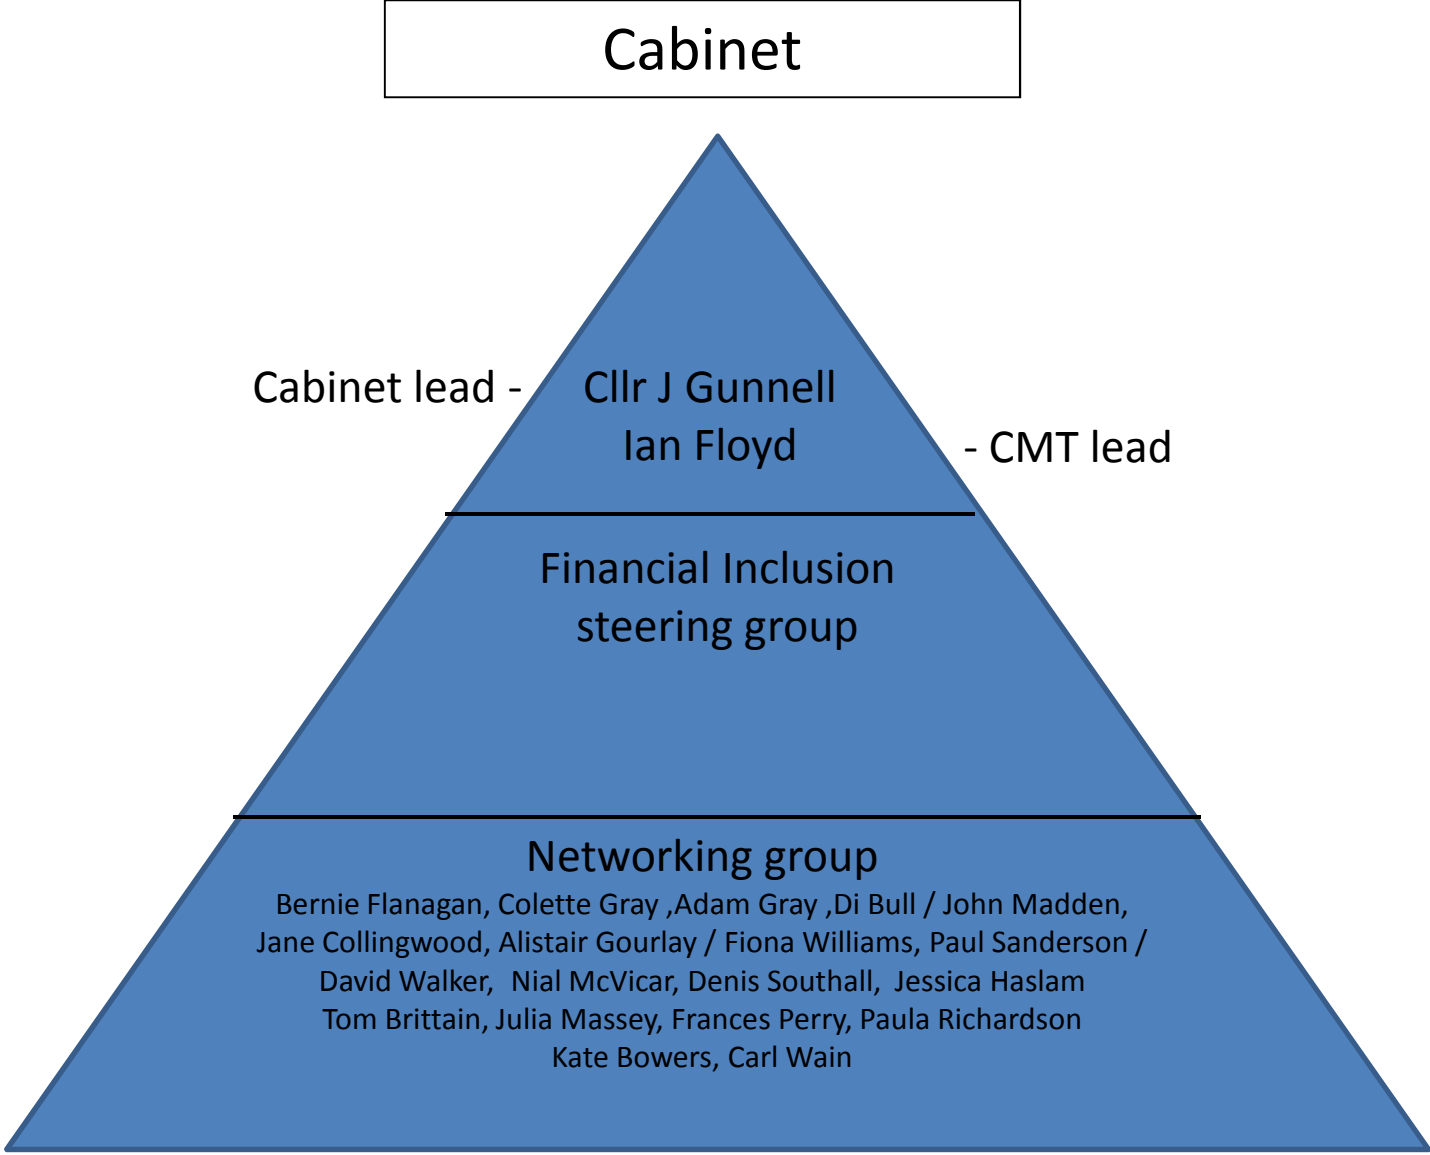 Cabinet
Cabinet lead - Cllr J Gunnell
Ian Floyd - CMT lead
Financial Inclusion
steering group
Networking group
Bernie Flanagan, Colette Gray ,Adam Gray ,Di Bull / John Madden,
Jane Collingwood, Alistair Gourlay / Fiona Williams, Paul Sanderson /
David Walker, Nial McVicar, Denis Southall, Jessica Haslam
Tom Brittain, Julia Massey, Frances Perry, Paula Richardson
Kate Bowers, Carl Wain